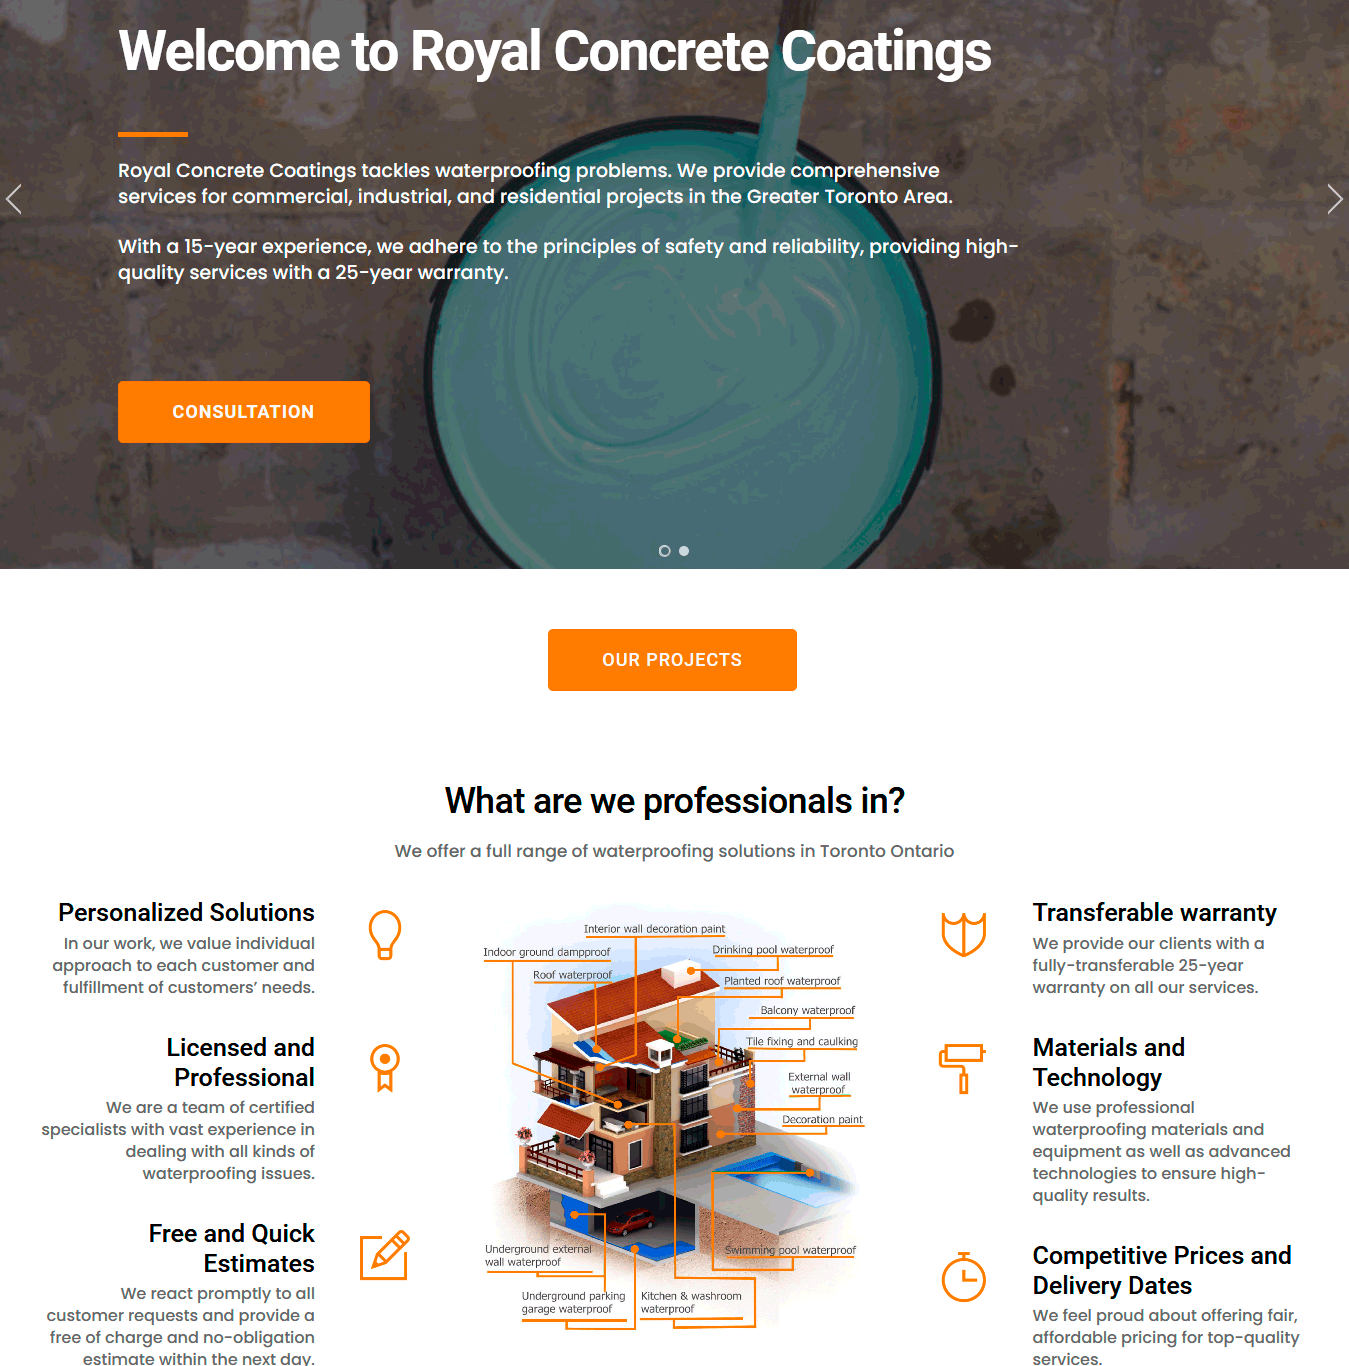 Welcome to Royal Concrete Coatings
Royal Concrete Coatings tackles waterproofing problems. We provide comprehensive
services for commercial, industrial, and residential projects in the Greater Toronto Area.
With a 15-year experience, we adhere to the principles of safety and reliability, providing high-
quality services with a 25-year warranty.
CONSULTATION
OUR PROJECTS
What are we professionals in?
We offer a full range of waterproofing solutions in Toronto Ontario
Personalized Solutions
In our work, we value individual
approach to each customer and
fulfillment of customers’ needs.
Licensed and
Professional
We are a team of certified
specialists with vast experience in
dealing with all kinds of
waterproofing issues.
Free and Quick
Estimates
We react promptly to all
customer requests and provide a
free of charge and no-obligation
estimate within the next day.
Interior wall decoration paint
Indoor ground dampproof
Drinking pool waterproof
Roof waterproof
Planted roof waterproof
Balcony waterproof
Tile fixing and caulking
External wall
waterproof
Decoration paint
Underground external
wall waterproof
Swimming pool waterproof
Underground parking
garage waterproof
Kitchen & washroom
waterproof
Transferable warranty
We provide our clients with a
fully-transferable 25-year
warranty on all our services.
Materials and
Technology
We use professional
waterproofing materials and
equipment as well as advanced
technologies to ensure high-
quality results.
Competitive Prices and
Delivery Dates
We feel proud about offering fair,
affordable pricing for top-quality
services.